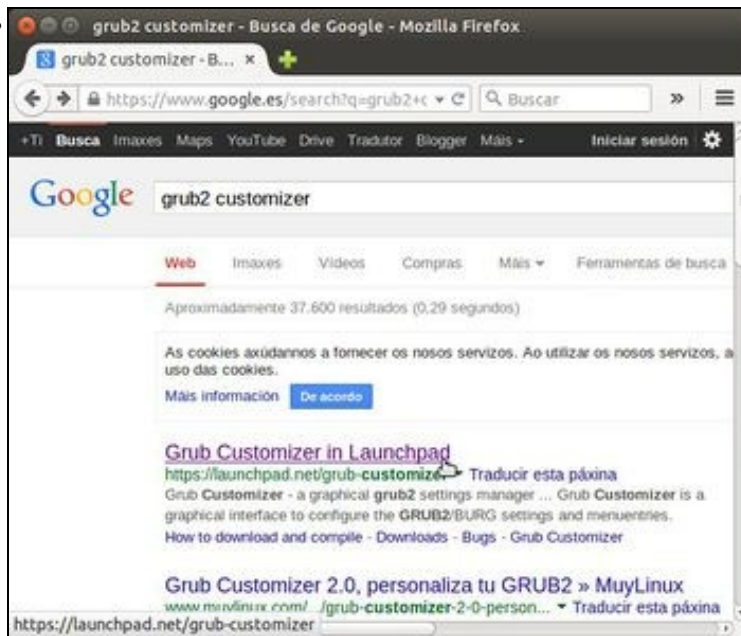 grub2 customizer - Busca de Google - Mozilla Firefox
grub2 customizer - B... ×
https://www.google.es/search?q=grub2+c
Buscar
»
+Ti Busca Imaxes Maps YouTube Drive Tradutor Blogger Máis Iniciar sesión
Google
grub2 customizer
Web Imaxes Vídeos Compras Máis Ferramentas de busca
Aproximadamente 37.600 resultados (0,29 segundos)
As cookies axúdannos a fornecer os nosos servizos. Ao utilizar os nosos servizos, a
uso das cookies.
Máis información De acordo
Grub Customizer in Launchpad
https://launchpad.net/grub-customizer Traducir esta páxina
Grub Customizer - a graphical grub2 settings manager ... Grub Customizer is a
graphical interface to configure the GRUB2/BURG settings and menuentries.
How to download and compile - Downloads - Bugs - Grub Customizer
Grub Customizer 2.0, personaliza tu GRUB2 » MuyLinux
www.muylinux.com/.../grub-customizer-2-0-person... Traducir esta páxina
https://launchpad.net/grub-customizer